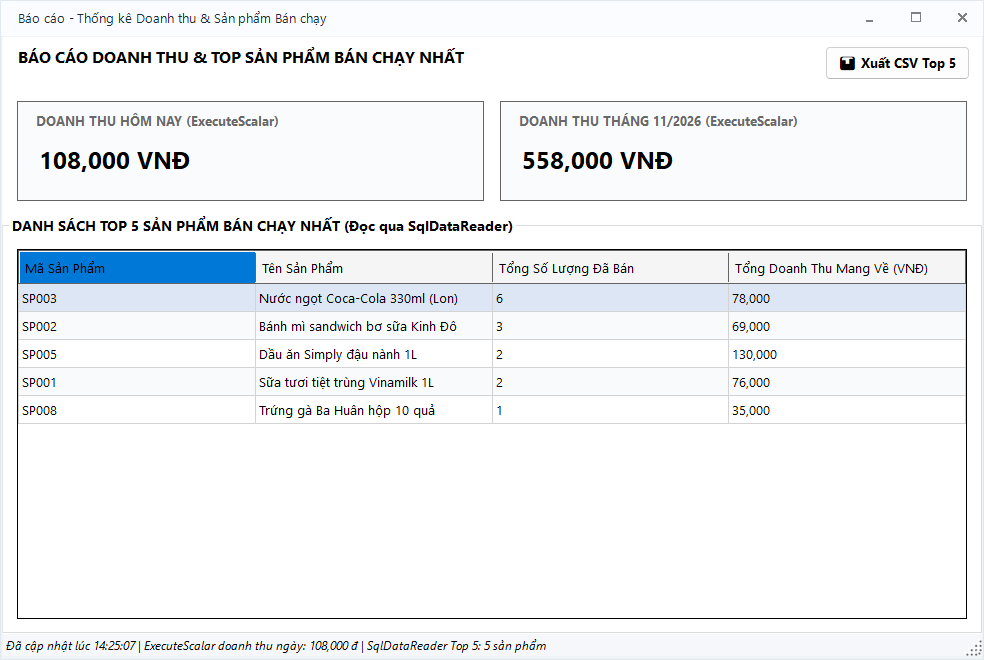 Báo cáo - Thống kê Doanh thu & Sản phẩm Bán chạy
BÁO CÁO DOANH THU & TOP SẢN PHẨM BÁN CHẠY NHẤT
Xuất CSV Top 5
DOANH THU HÔM NAY (ExecuteScalar)
108,000 VNĐ
DOANH THU THÁNG 11/2026 (ExecuteScalar)
558,000 VNĐ
DANH SÁCH TOP 5 SẢN PHẨM BÁN CHẠY NHẤT (Đọc qua SqlDataReader)
Mã Sản Phẩm Tên Sản Phẩm Tổng Số Lượng Đã Bán Tổng Doanh Thu Mang Về (VNĐ)
SP003 Nước ngọt Coca-Cola 330ml (Lon) 6 78,000
SP002 Bánh mì sandwich bơ sữa Kinh Đô 3 69,000
SP005 Dầu ăn Simply đậu nành 1L 2 130,000
SP001 Sữa tươi tiệt trùng Vinamilk 1L 2 76,000
SP008 Trứng gà Ba Huân hộp 10 quả 1 35,000
Đã cập nhật lúc 14:25:07 | ExecuteScalar doanh thu ngày: 108,000 đ | SqlDataReader Top 5: 5 sản phẩm